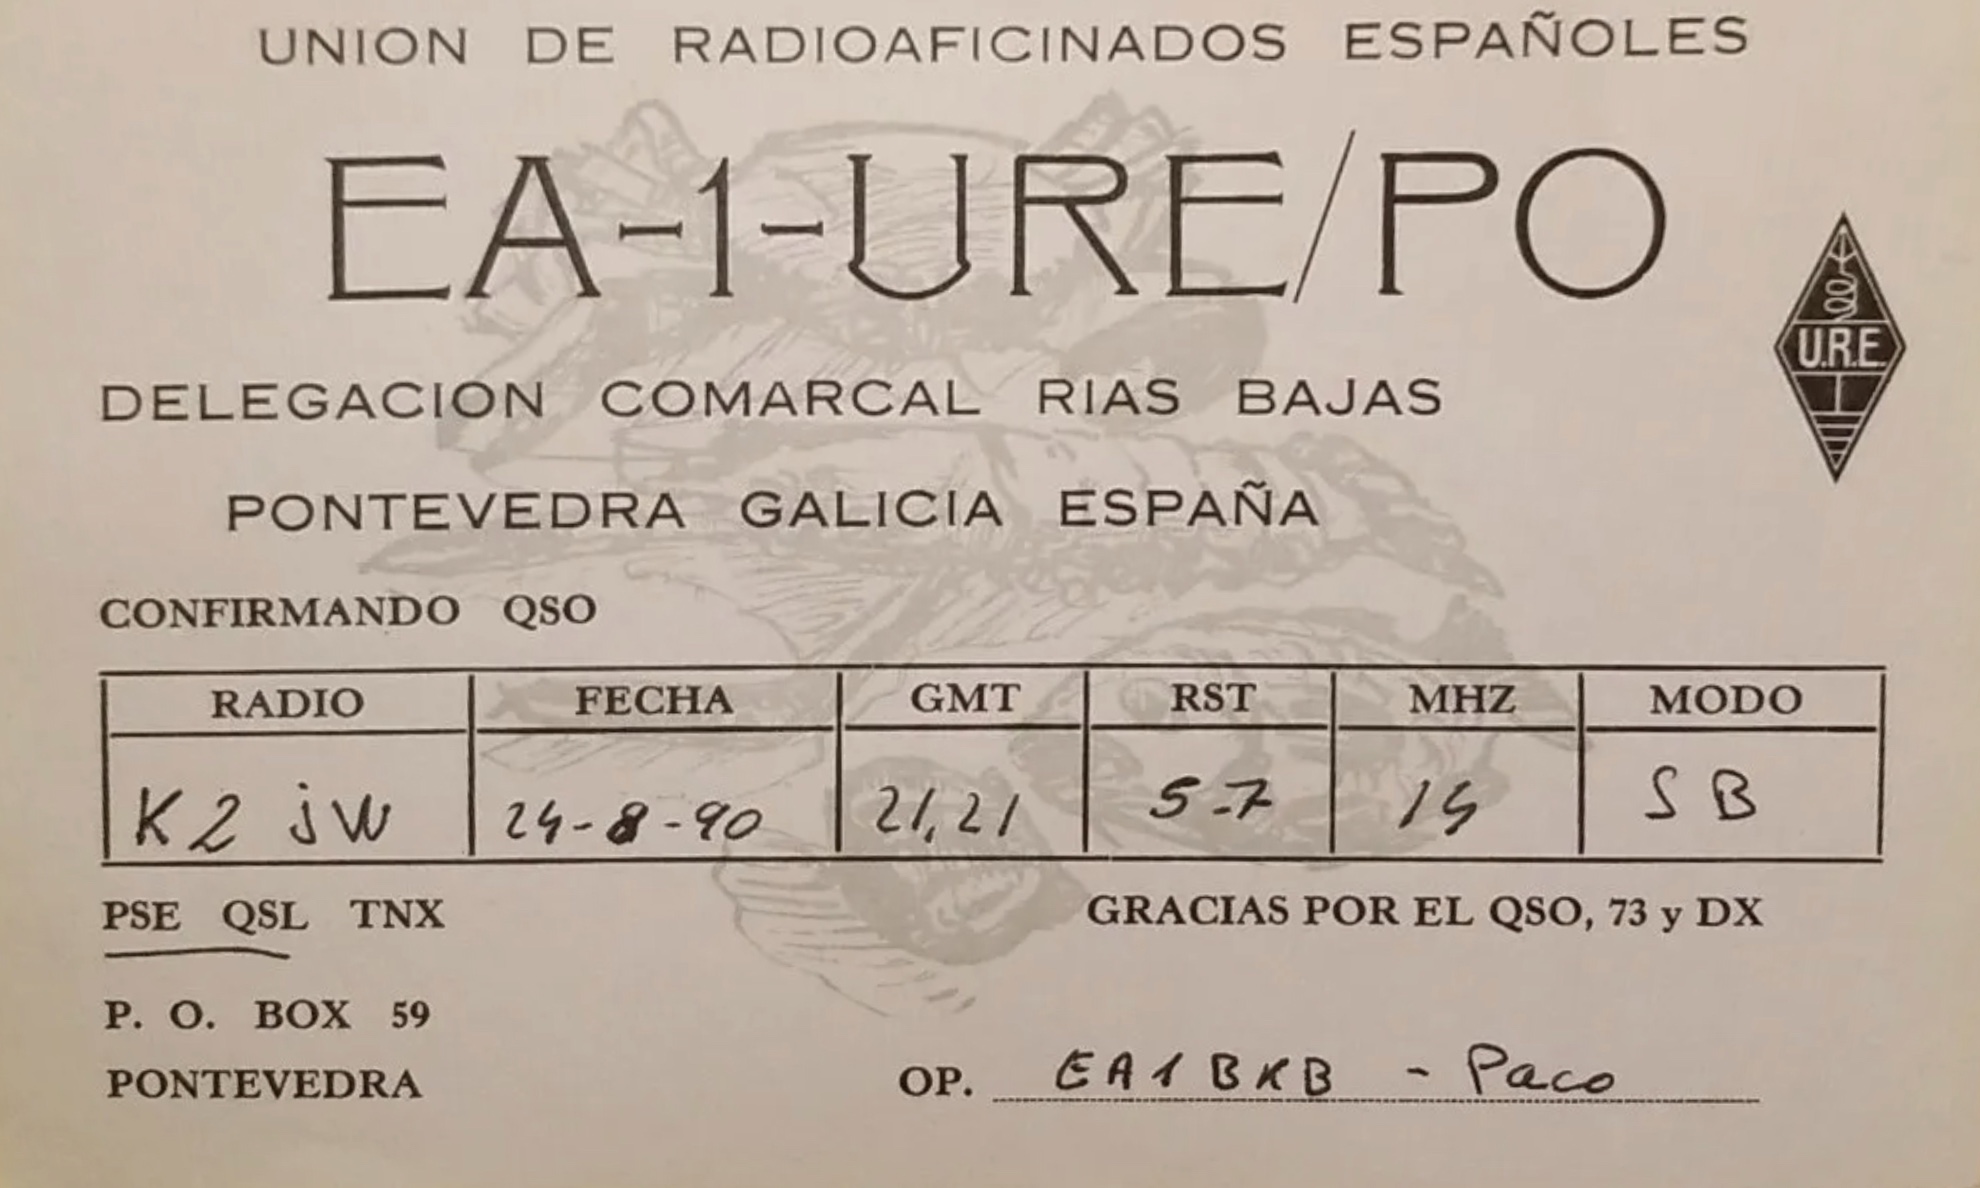 UNION DE RADIOAFICINADOS ESPAÑOLES
EA-1-URE/PO
U.R.E.
DELEGACION COMARCAL RIAS BAJAS
PONTEVEDRA GALICIA ESPAÑA
CONFIRMANDO QSO
RADIO FECHA GMT RST MHZ MODO
K2 jW 24-8-90 21,21 5-7 14 SB
PSE QSL TNX GRACIAS POR EL QSO, 73 y DX
P. O. BOX 59
PONTEVEDRA OP. EA1BKB - Paco